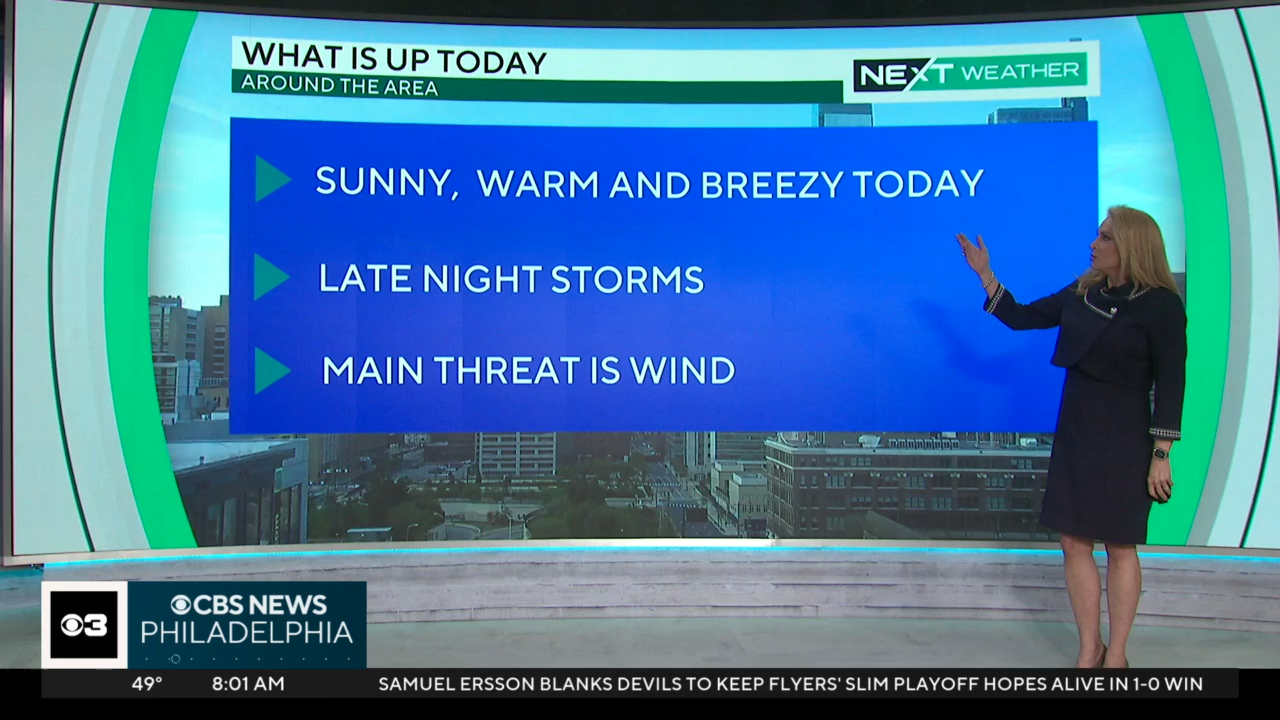 WHAT IS UP TODAY
AROUND THE AREA
NEXT WEATHER
SUNNY, WARM AND BREEZY TODAY
LATE NIGHT STORMS
MAIN THREAT IS WIND
3
CBS NEWS
PHILADELPHIA
49° 8:01 AM SAMUEL ERSSON BLANKS DEVILS TO KEEP FLYERS' SLIM PLAYOFF HOPES ALIVE IN 1-0 WIN